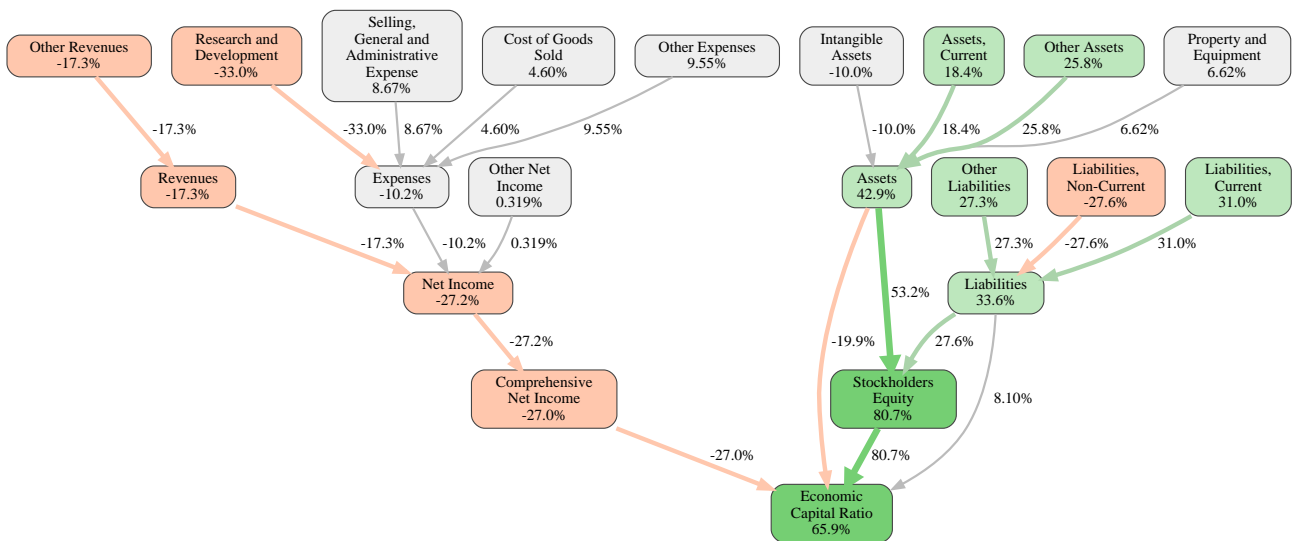 Other Revenues
-17.3%
Research and
Development
-33.0%
Selling,
General and
Administrative
Expense
8.67%
Cost of Goods
Sold
4.60%
Other Expenses
9.55%
Intangible
Assets
-10.0%
Assets,
Current
18.4%
Other Assets
25.8%
Property and
Equipment
6.62%
-17.3%
-33.0%
8.67%
4.60%
9.55%
-10.0%
18.4%
25.8%
6.62%
Revenues
-17.3%
Expenses
-10.2%
Other Net
Income
0.319%
Assets
42.9%
Other
Liabilities
27.3%
Liabilities,
Non-Current
-27.6%
Liabilities,
Current
31.0%
-17.3%
-10.2%
0.319%
27.3%
-27.6%
31.0%
Net Income
-27.2%
53.2%
Liabilities
33.6%
-27.2%
-19.9%
27.6%
Comprehensive
Net Income
-27.0%
Stockholders
Equity
80.7%
8.10%
-27.0%
80.7%
Economic
Capital Ratio
65.9%